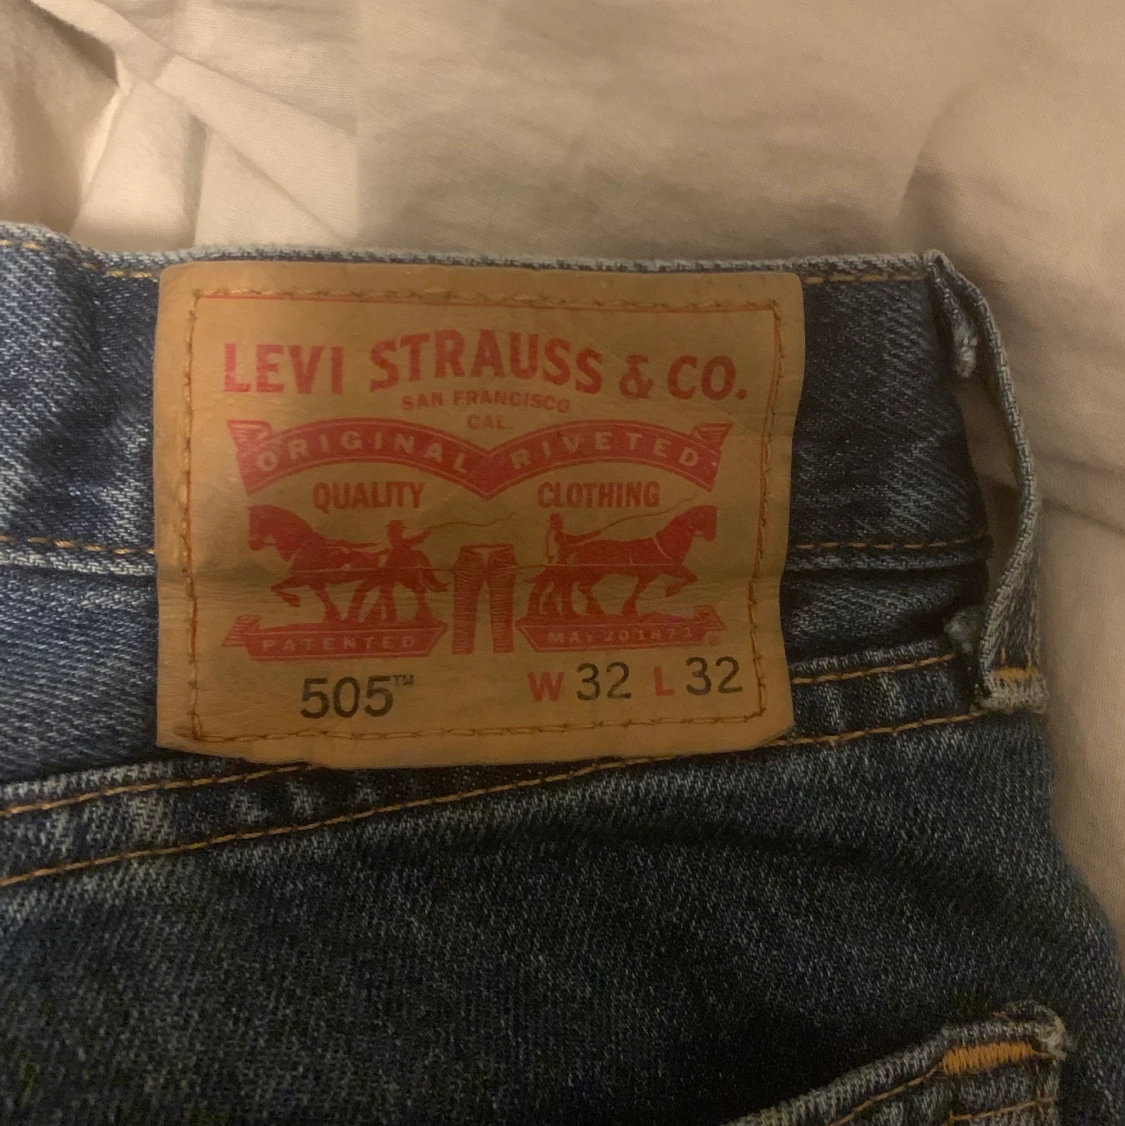 LEVI STRAUSS & CO.
SAN FRANCISCO
CAL.
ORIGINAL RIVETED
QUALITY CLOTHING
PATENTED MAY 20 1873 ®
505™ W 32 L 32